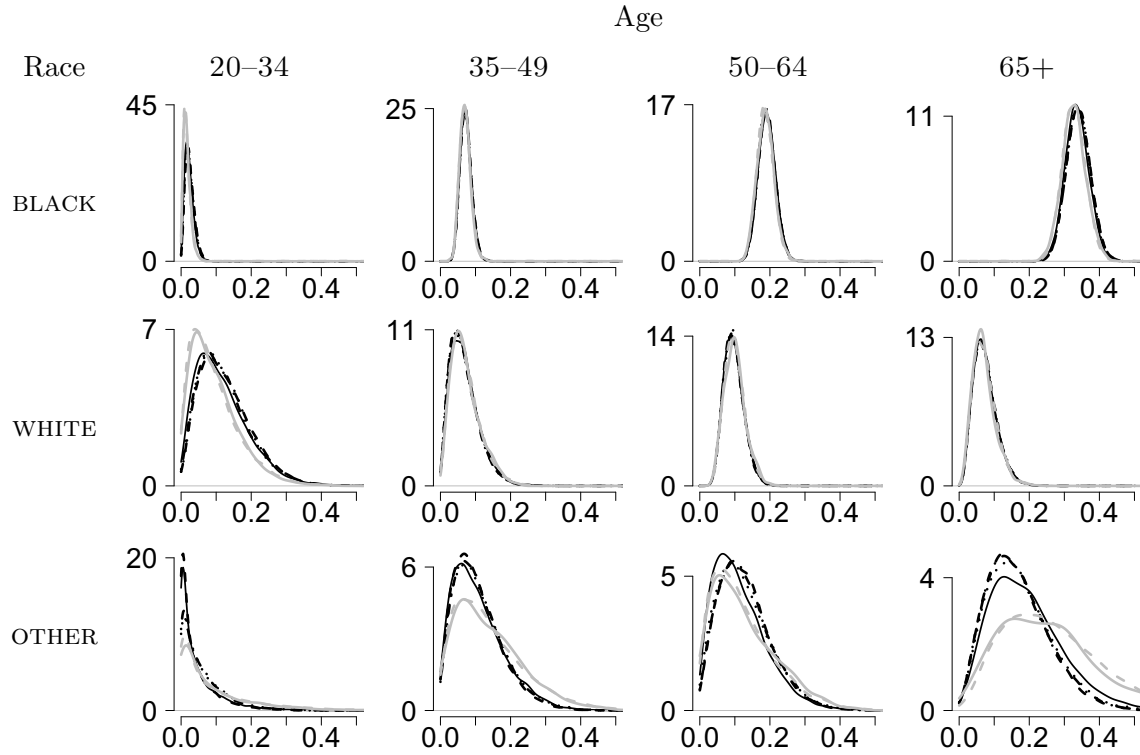 Age
Race 20–34 35–49 50–64 65+
BLACK
45 0 0.0 0.2 0.4
25 0 0.0 0.2 0.4
17 0 0.0 0.2 0.4
11 0 0.0 0.2 0.4
WHITE
7 0 0.0 0.2 0.4
11 0 0.0 0.2 0.4
14 0 0.0 0.2 0.4
13 0 0.0 0.2 0.4
OTHER
20 10 0 0.0 0.2 0.4
6 0 0.0 0.2 0.4
5 0 0.0 0.2 0.4
4 0 0.0 0.2 0.4